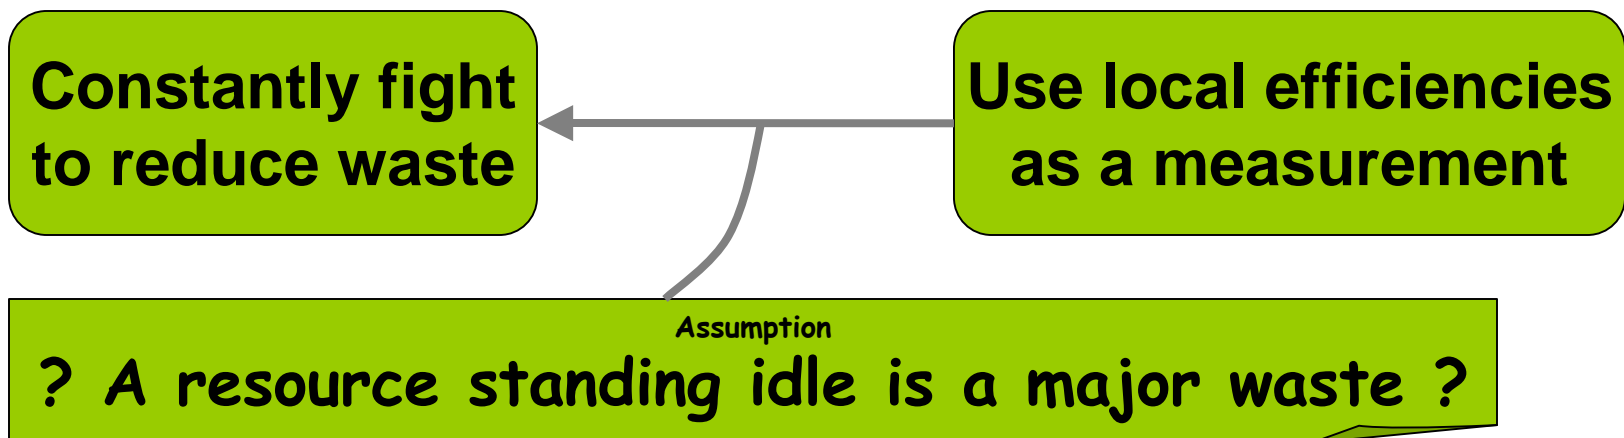 Constantly fight
to reduce waste
Use local efficiencies
as a measurement
Assumption
? A resource standing idle is a major waste ?